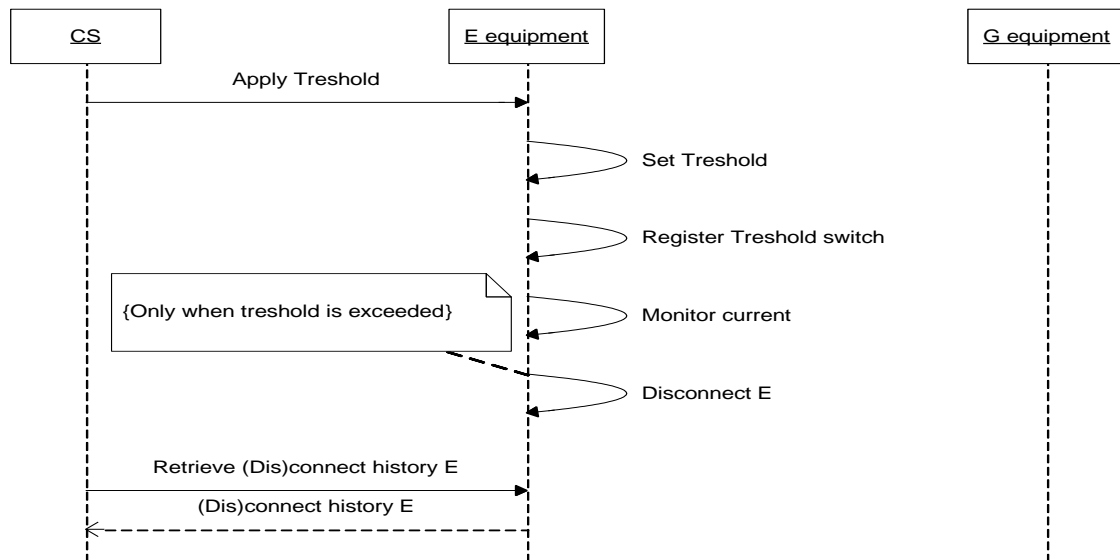 CS
E equipment
G equipment
Apply Treshold
Set Treshold
Register Treshold switch
{Only when treshold is exceeded}
Monitor current
Disconnect E
Retrieve (Dis)connect history E
(Dis)connect history E